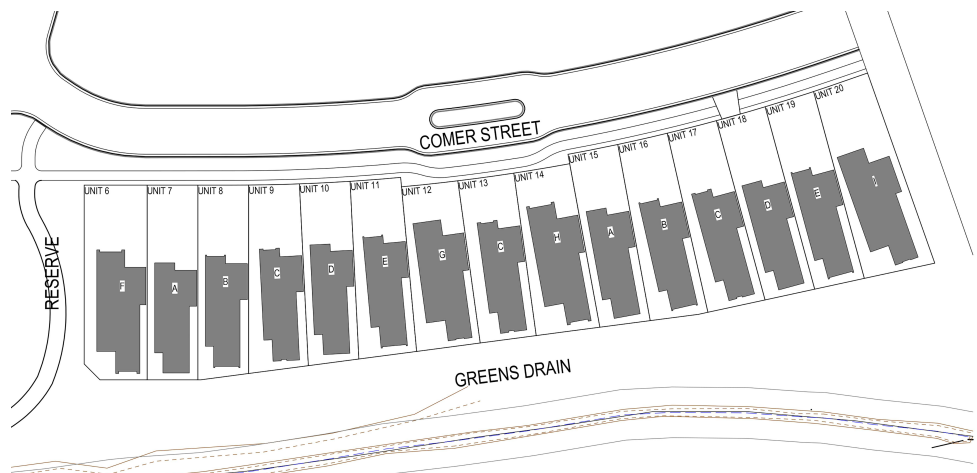 COMER STREET
UNIT 20
UNIT 19
UNIT 18
UNIT 17
UNIT 16
UNIT 15
UNIT 14
UNIT 13
UNIT 12
UNIT 11
UNIT 10
UNIT 9
UNIT 8
UNIT 7
UNIT 6
RESERVE
F
A
B
C
D
E
G
C
H
A
B
C
D
E
GREENS DRAIN